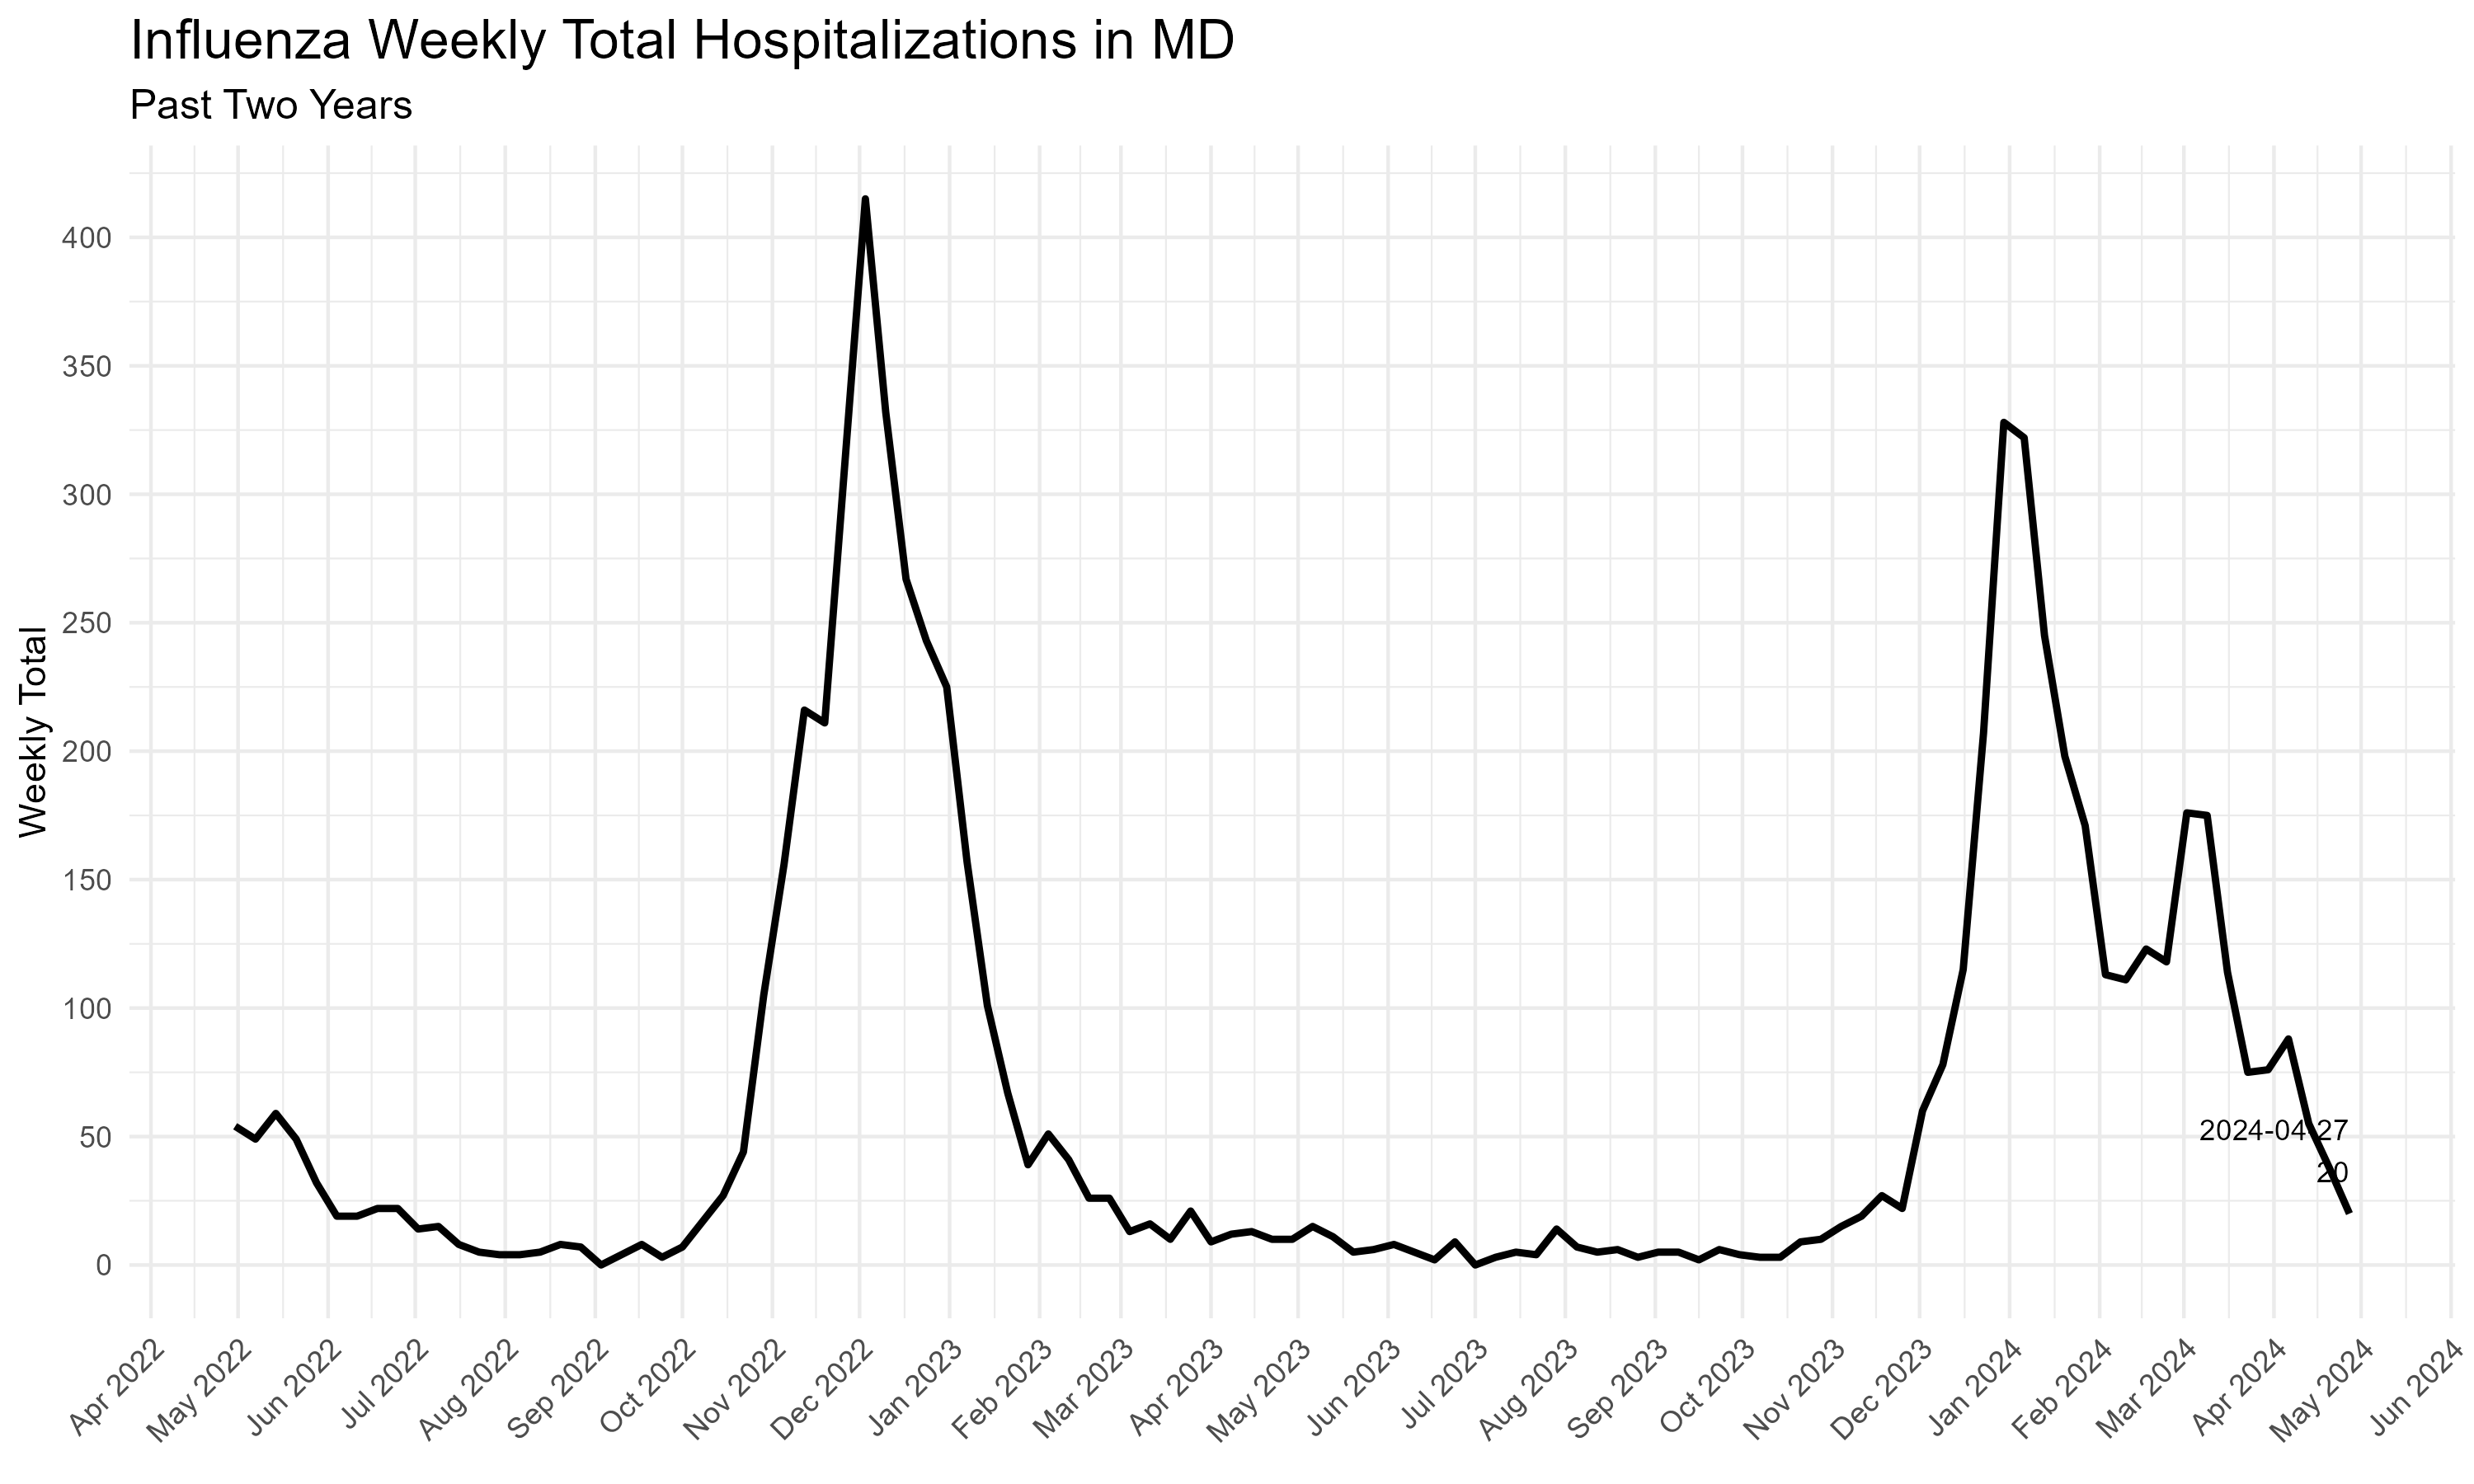 Influenza Weekly Total Hospitalizations in MD
Past Two Years
Weekly Total
400
350
300
250
200
150
100
50
0
2024-04-27
20
Apr 2022
May 2022
Jun 2022
Jul 2022
Aug 2022
Sep 2022
Oct 2022
Nov 2022
Dec 2022
Jan 2023
Feb 2023
Mar 2023
Apr 2023
May 2023
Jun 2023
Jul 2023
Aug 2023
Sep 2023
Oct 2023
Nov 2023
Dec 2023
Jan 2024
Feb 2024
Mar 2024
Apr 2024
May 2024
Jun 2024